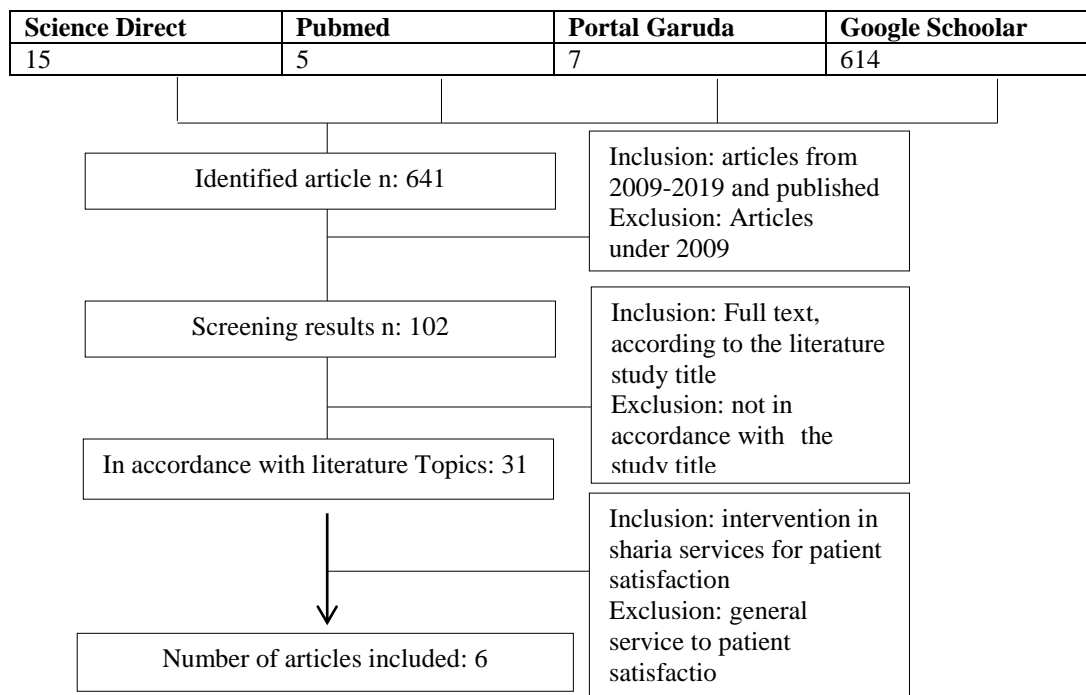 Science Direct Pubmed Portal Garuda Google Schoolar
15 5 7 614
Identified article n: 641
Inclusion: articles from
2009-2019 and published
Exclusion: Articles
under 2009
Screening results n: 102
Inclusion: Full text,
according to the literature
study title
Exclusion: not in
accordance with the
study title
In accordance with literature Topics: 31
Inclusion: intervention in
sharia services for patient
satisfaction
Exclusion: general
service to patient
satisfactio
Number of articles included: 6